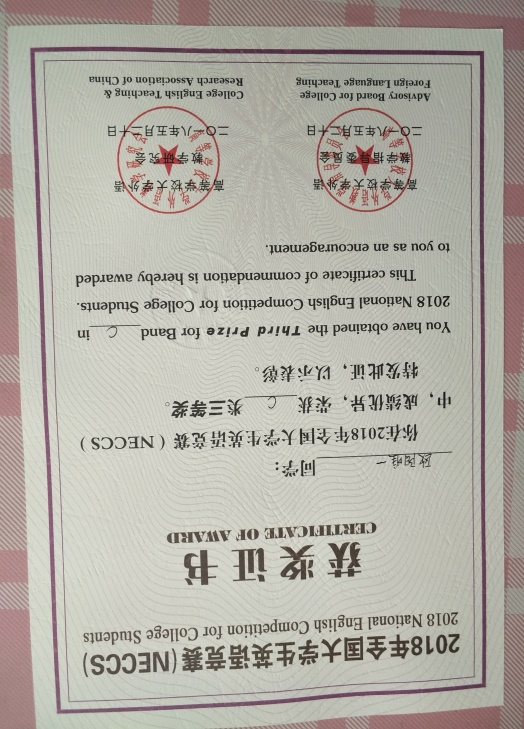 2018年全国大学生英语竞赛(NECCS)
2018 National English Competition for College Students
获奖证书
CERTIFICATE OF AWARD
欧阳唯一 同学：
你在2018年全国大学生英语竞赛（NECCS）
中，成绩优异，荣获 C 类三等奖。
特发此证，以示表彰。
You have obtained the Third Prize for Band C in
2018 National English Competition for College Students.
This certificate of commendation is hereby awarded
to you as an encouragement.
高等学校大学外语
教学指导委员会
二〇一八年五月二十日
Advisory Board for College
Foreign Language Teaching
高等学校大学外语
教学研究会
二〇一八年五月二十日
College English Teaching &
Research Association of China